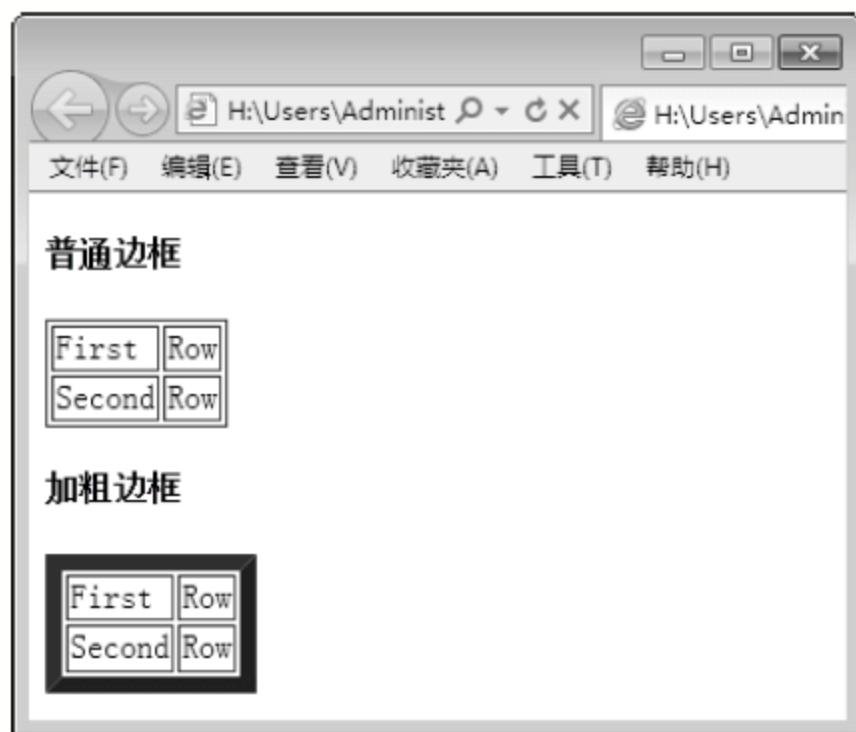 H:\Users\Administ
H:\Users\Admin
文件(F) 编辑(E) 查看(V) 收藏夹(A) 工具(T) 帮助(H)
普通边框
First Row
Second Row
加粗边框
First Row
Second Row